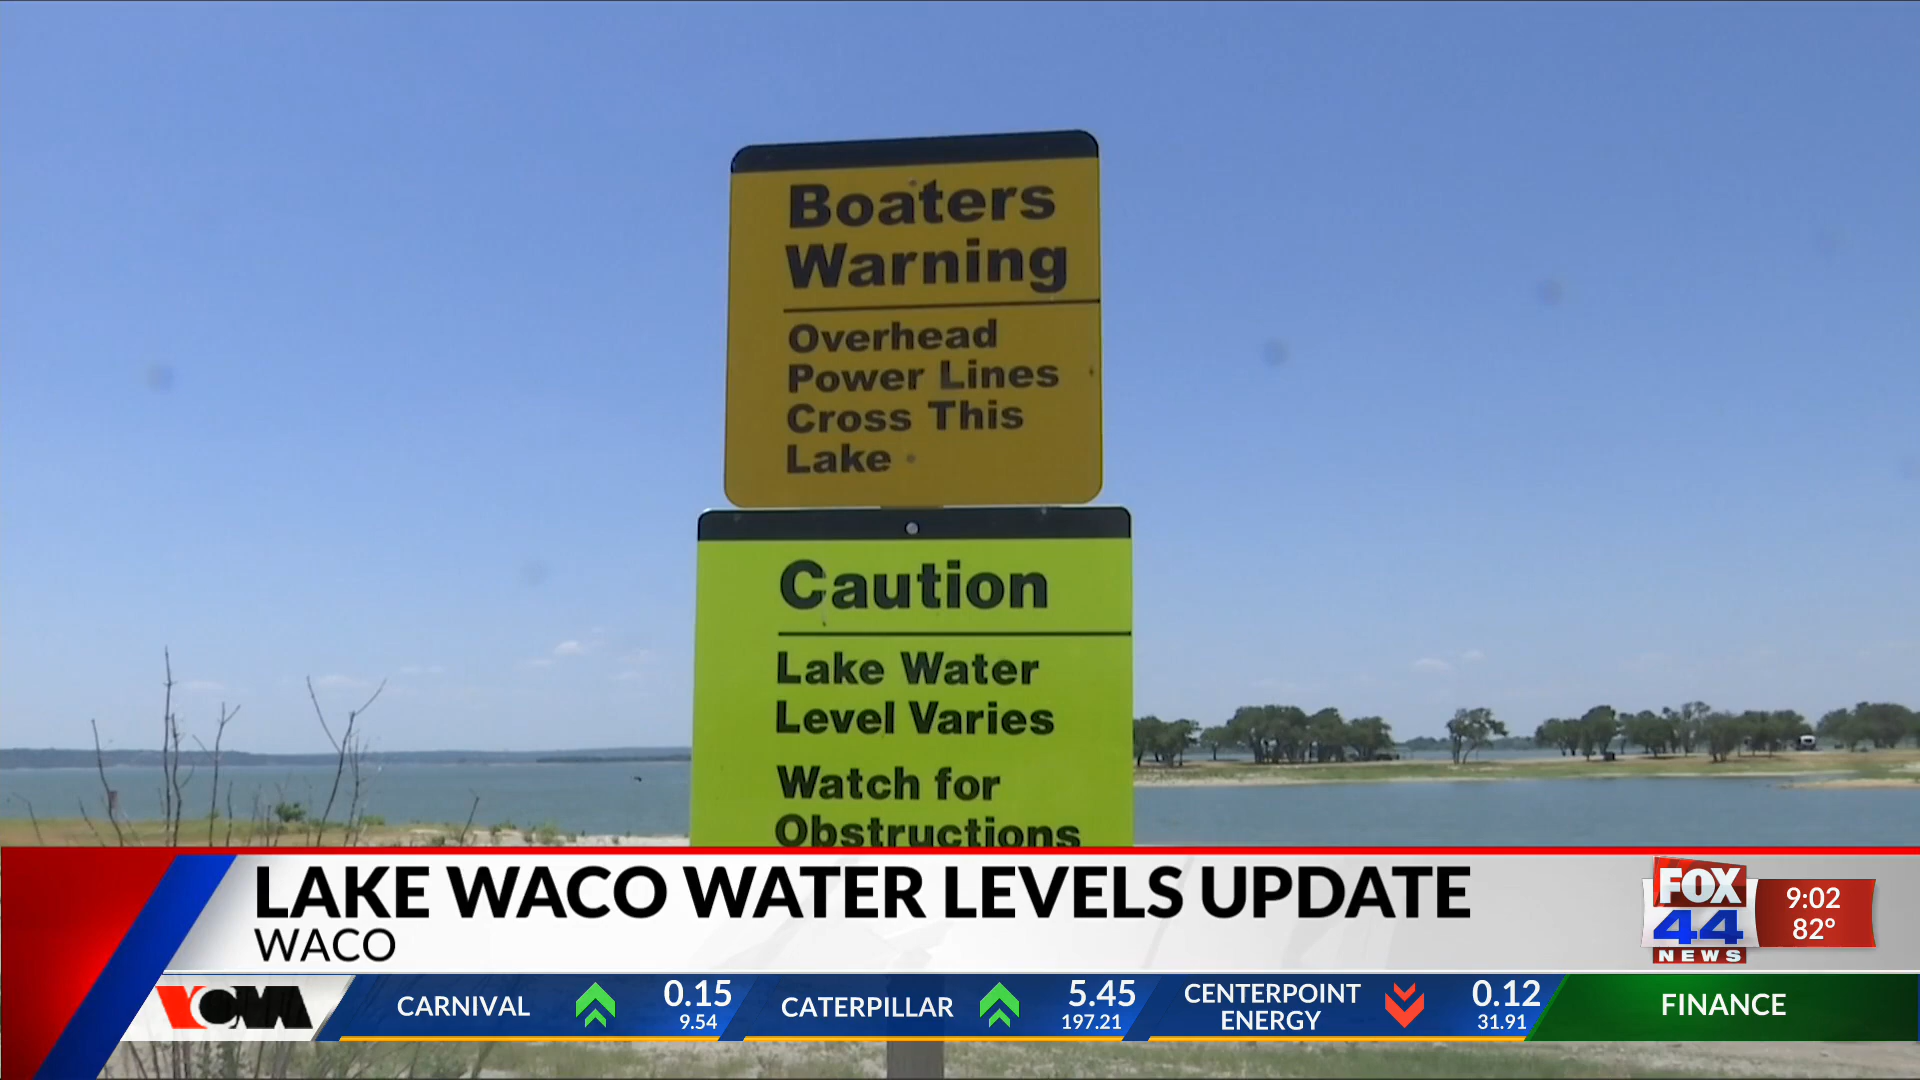 Boaters
Warning
Overhead
Power Lines
Cross This
Lake
Caution
Lake Water
Level Varies
Watch for
Obstructions
LAKE WACO WATER LEVELS UPDATE
WACO
FOX
44
NEWS
9:02
82°
CARNIVAL
0.15
9.54
CATERPILLAR
5.45
197.21
CENTERPOINT
ENERGY
0.12
31.91
FINANCE